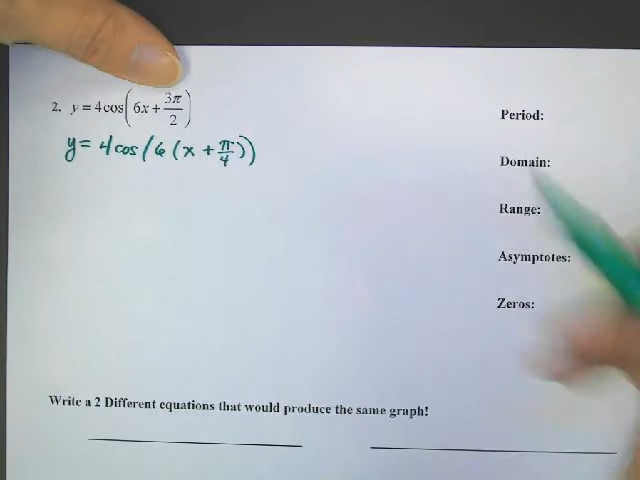 2. y = 4cos(6x + 3π/2)
y = 4cos(6(x + π/4))
Period:
Domain:
Range:
Asymptotes:
Zeros:
Write a 2 Different equations that would produce the same graph!